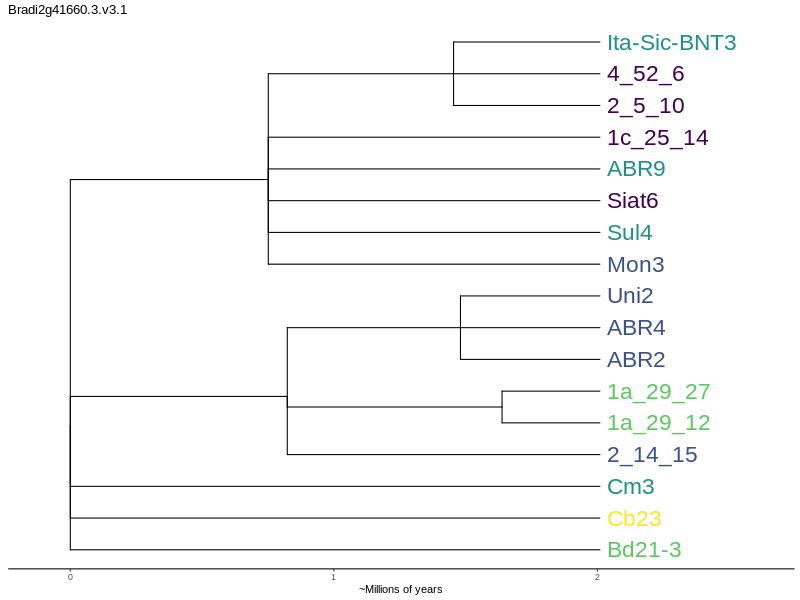 Bradi2g41660.3.v3.1
Ita-Sic-BNT3
4_52_6
2_5_10
1c_25_14
ABR9
Siat6
Sul4
Mon3
Uni2
ABR4
ABR2
1a_29_27
1a_29_12
2_14_15
Cm3
Cb23
Bd21-3
0 1 2
~Millions of years